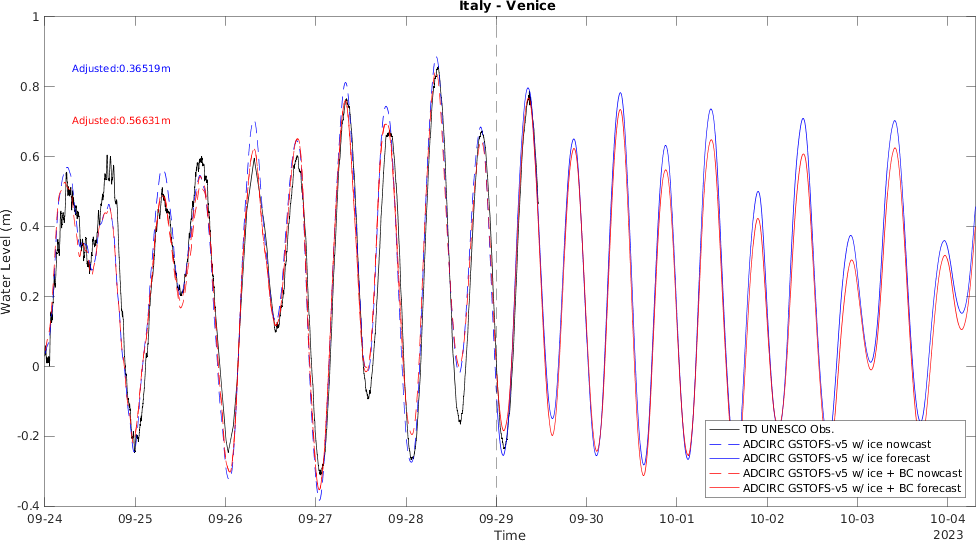 Italy - Venice
1
0.8
0.6
0.4
0.2
0
-0.2
-0.4
Water Level (m)
Adjusted:0.36519m
Adjusted:0.56631m
TD UNESCO Obs.
ADCIRC GSTOFS-v5 w/ ice nowcast
ADCIRC GSTOFS-v5 w/ ice forecast
ADCIRC GSTOFS-v5 w/ ice + BC nowcast
ADCIRC GSTOFS-v5 w/ ice + BC forecast
09-24 09-25 09-26 09-27 09-28 09-29 09-30 10-01 10-02 10-03 10-04
Time
2023